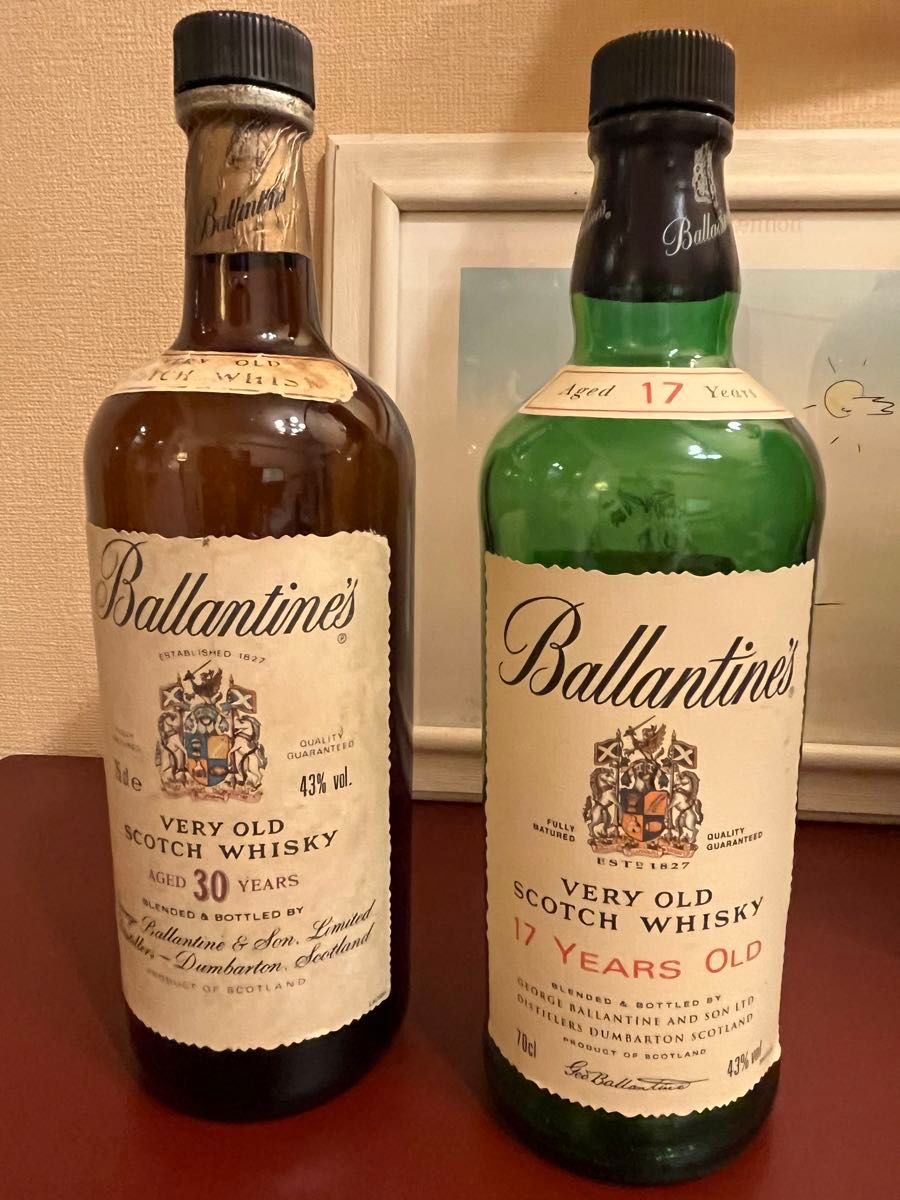 Ballantine's
VERY OLD
WHISK
Ballantine's
®
ESTABLISHED 1827
QUALITY
GUARANTEED
43% vol.
VERY OLD
SCOTCH WHISKY
AGED 30 YEARS
BLENDED & BOTTLED BY
Ballantine & Son, Limited
Dumbarton, Scotland
PRODUCT OF SCOTLAND
Aged 17 Years
Ballantine's
FULLY
MATURED
QUALITY
GUARANTEED
ESTD 1827
VERY OLD
SCOTCH WHISKY
17 YEARS OLD
BLENDED & BOTTLED BY
GEORGE BALLANTINE AND SON LTD
DISTILLERS DUMBARTON SCOTLAND
PRODUCT OF SCOTLAND
70cl
Geo Ballantine
43% vol